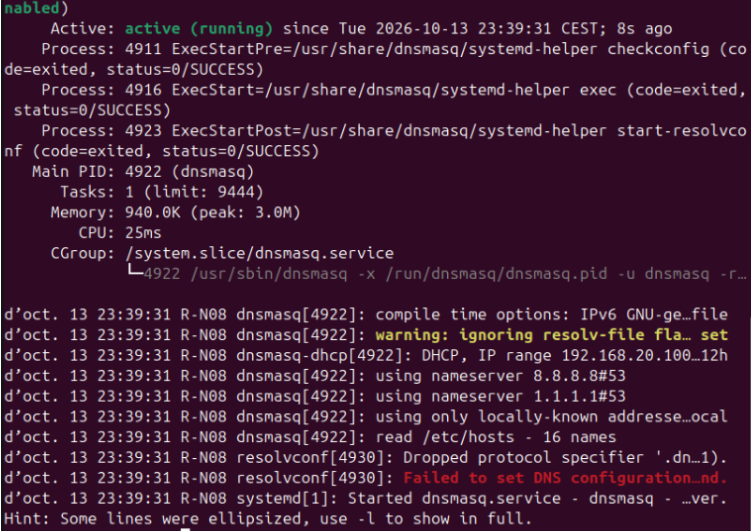 nabled)
Active: active (running) since Tue 2026-10-13 23:39:31 CEST; 8s ago
Process: 4911 ExecStartPre=/usr/share/dnsmasq/systemd-helper checkconfig (co
de=exited, status=0/SUCCESS)
Process: 4916 ExecStart=/usr/share/dnsmasq/systemd-helper exec (code=exited,
status=0/SUCCESS)
Process: 4923 ExecStartPost=/usr/share/dnsmasq/systemd-helper start-resolvco
nf (code=exited, status=0/SUCCESS)
Main PID: 4922 (dnsmasq)
Tasks: 1 (limit: 9444)
Memory: 940.0K (peak: 3.0M)
CPU: 25ms
CGroup: /system.slice/dnsmasq.service
└─4922 /usr/sbin/dnsmasq -x /run/dnsmasq/dnsmasq.pid -u dnsmasq -r…
d’oct. 13 23:39:31 R-N08 dnsmasq[4922]: compile time options: IPv6 GNU-ge…file
d’oct. 13 23:39:31 R-N08 dnsmasq[4922]: warning: ignoring resolv-file fla… set
d’oct. 13 23:39:31 R-N08 dnsmasq-dhcp[4922]: DHCP, IP range 192.168.20.100…12h
d’oct. 13 23:39:31 R-N08 dnsmasq[4922]: using nameserver 8.8.8.8#53
d’oct. 13 23:39:31 R-N08 dnsmasq[4922]: using nameserver 1.1.1.1#53
d’oct. 13 23:39:31 R-N08 dnsmasq[4922]: using only locally-known addresse…ocal
d’oct. 13 23:39:31 R-N08 dnsmasq[4922]: read /etc/hosts - 16 names
d’oct. 13 23:39:31 R-N08 resolvconf[4930]: Dropped protocol specifier '.dn…1).
d’oct. 13 23:39:31 R-N08 resolvconf[4930]: Failed to set DNS configuration…nd.
d’oct. 13 23:39:31 R-N08 systemd[1]: Started dnsmasq.service - dnsmasq - …ver.
Hint: Some lines were ellipsized, use -l to show in full.